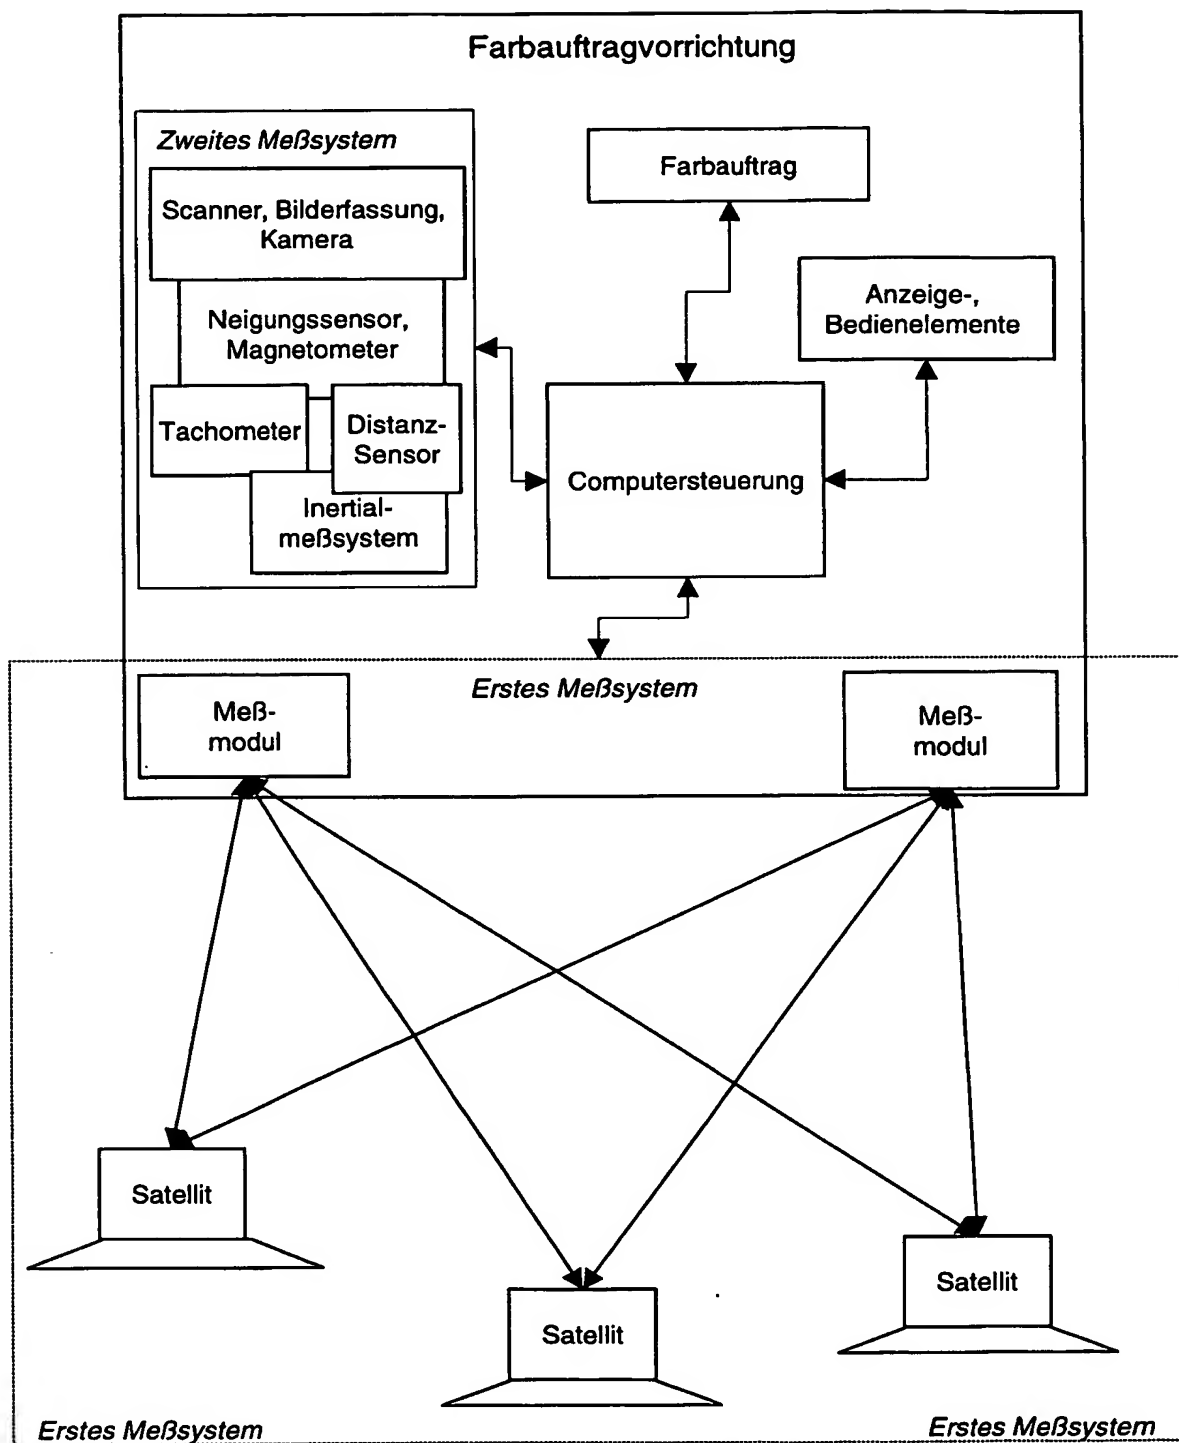 Farbauftragvorrichtung
Zweites Meßsystem
Scanner, Bilderfassung,
Kamera
Neigungssensor,
Magnetometer
Tachometer
Distanz-
Sensor
Inertial-
meßsystem
Farbauftrag
Anzeige-,
Bedienelemente
Computersteuerung
Erstes Meßsystem
Meß-
modul
Meß-
modul
Satellit
Satellit
Satellit
Erstes Meßsystem
Erstes Meßsystem